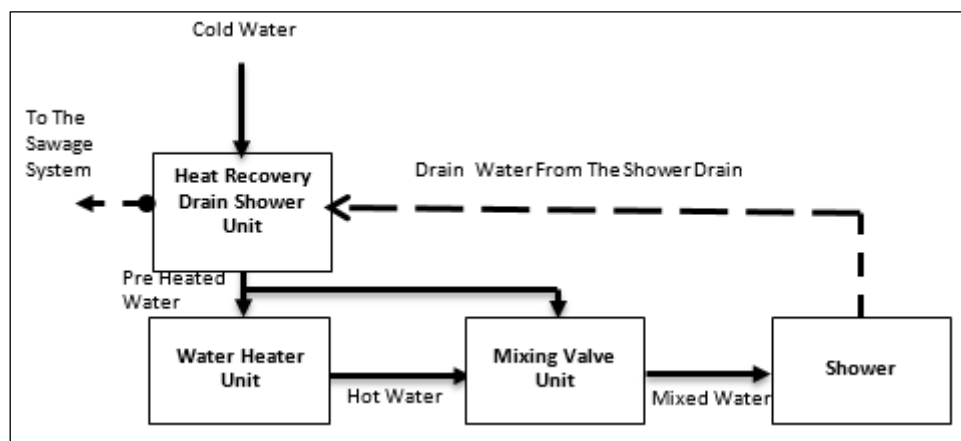 Cold Water
To The
Sawage
System
Heat Recovery
Drain Shower
Unit
Drain Water From The Shower Drain
Pre Heated
Water
Water Heater
Unit
Hot Water
Mixing Valve
Unit
Mixed Water
Shower